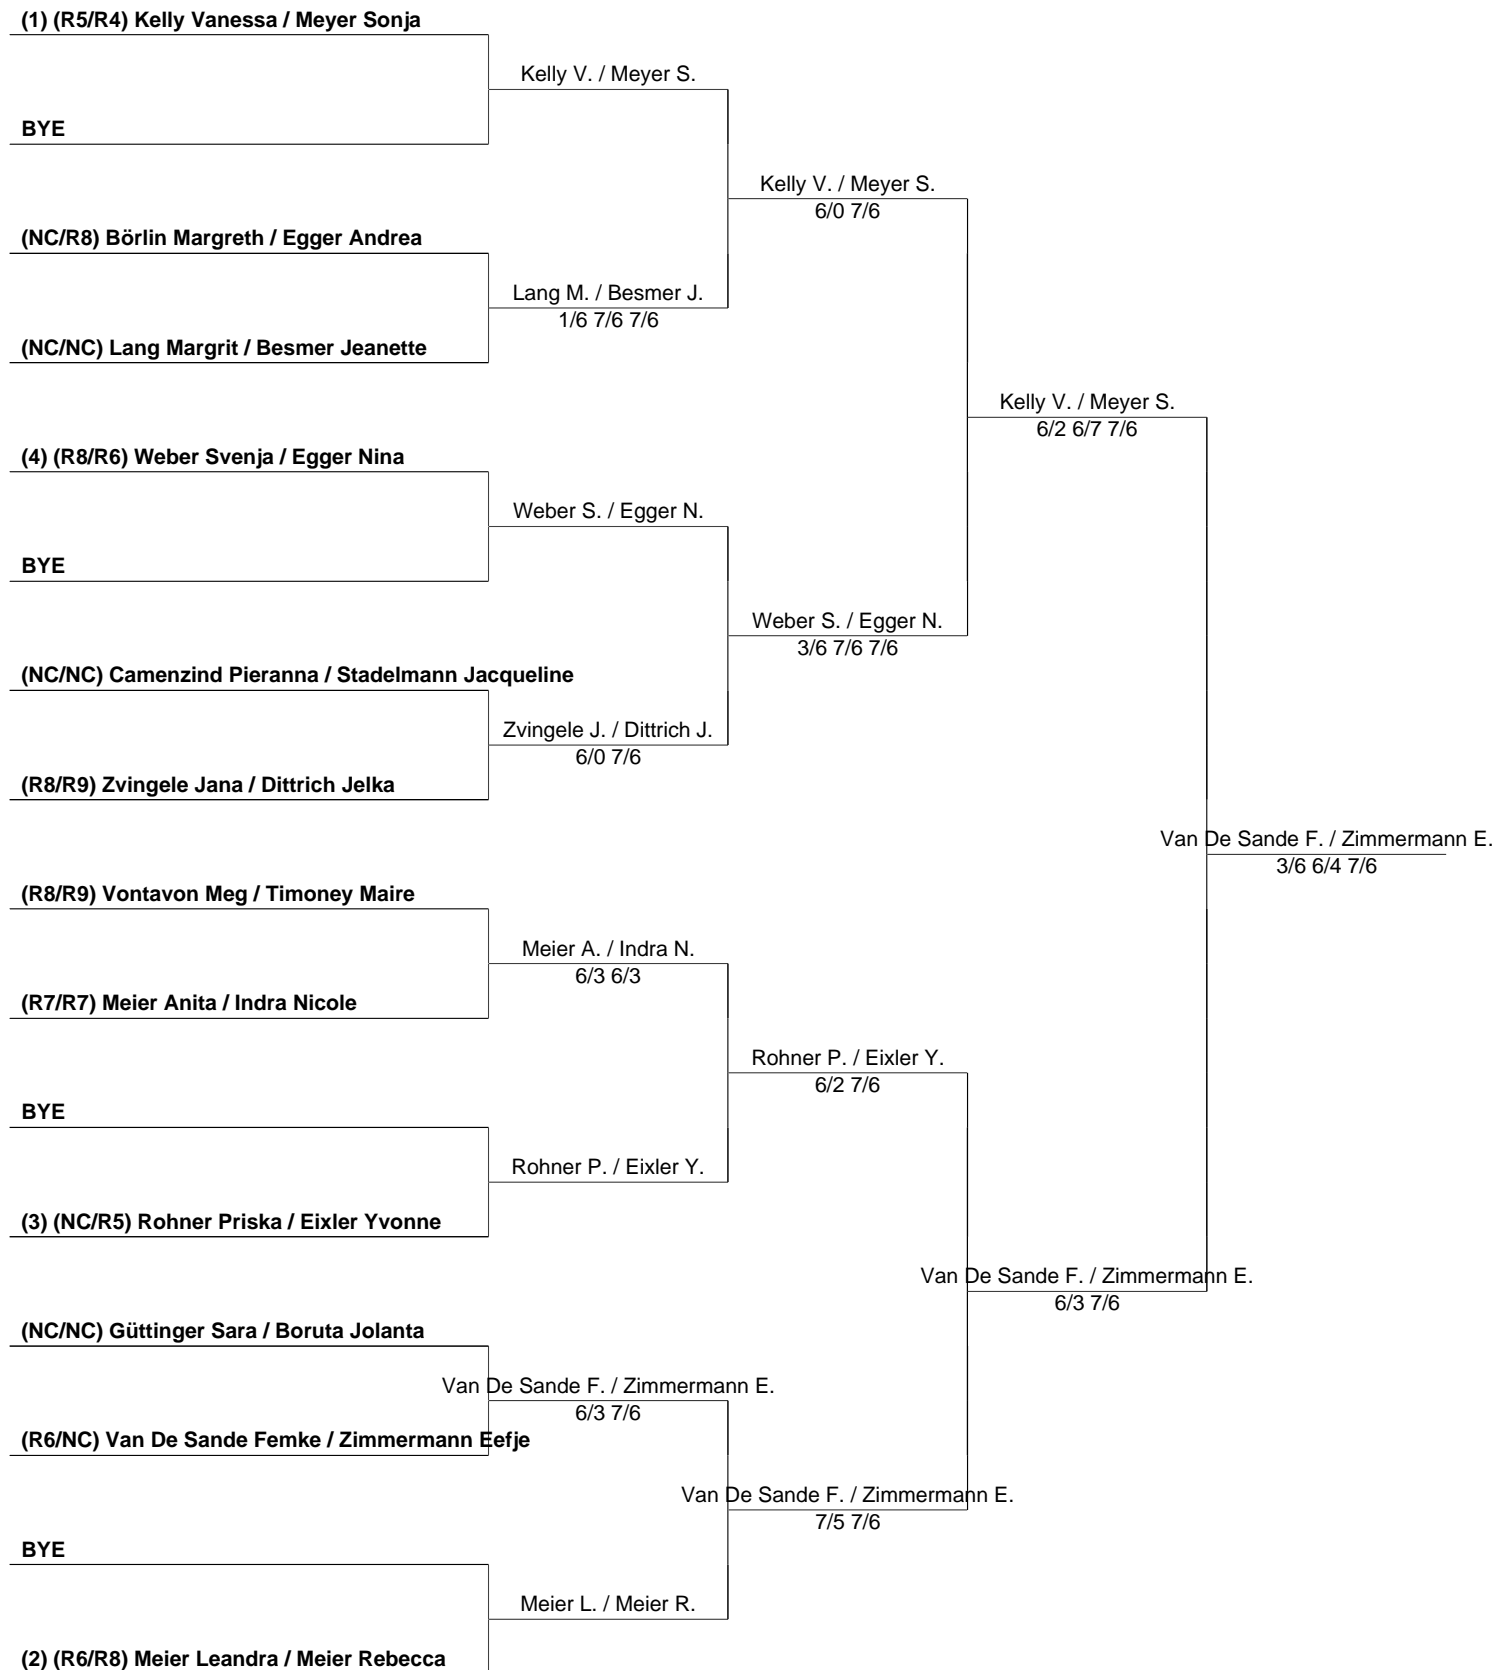 (1) (R5/R4) Kelly Vanessa / Meyer Sonja
Kelly V. / Meyer S.
BYE
Kelly V. / Meyer S.
6/0 7/6
(NC/R8) Börlin Margreth / Egger Andrea
Lang M. / Besmer J.
1/6 7/6 7/6
(NC/NC) Lang Margrit / Besmer Jeanette
Kelly V. / Meyer S.
6/2 6/7 7/6
(4) (R8/R6) Weber Svenja / Egger Nina
Weber S. / Egger N.
BYE
Weber S. / Egger N.
3/6 7/6 7/6
(NC/NC) Camenzind Pieranna / Stadelmann Jacqueline
Zvingele J. / Dittrich J.
6/0 7/6
(R8/R9) Zvingele Jana / Dittrich Jelka
Van De Sande F. / Zimmermann E.
3/6 6/4 7/6
(R8/R9) Vontavon Meg / Timoney Maire
Meier A. / Indra N.
6/3 6/3
(R7/R7) Meier Anita / Indra Nicole
Rohner P. / Eixler Y.
6/2 7/6
BYE
Rohner P. / Eixler Y.
(3) (NC/R5) Rohner Priska / Eixler Yvonne
Van De Sande F. / Zimmermann E.
6/3 7/6
(NC/NC) Güttinger Sara / Boruta Jolanta
Van De Sande F. / Zimmermann E.
6/3 7/6
(R6/NC) Van De Sande Femke / Zimmermann Eefje
Van De Sande F. / Zimmermann E.
7/5 7/6
BYE
Meier L. / Meier R.
(2) (R6/R8) Meier Leandra / Meier Rebecca